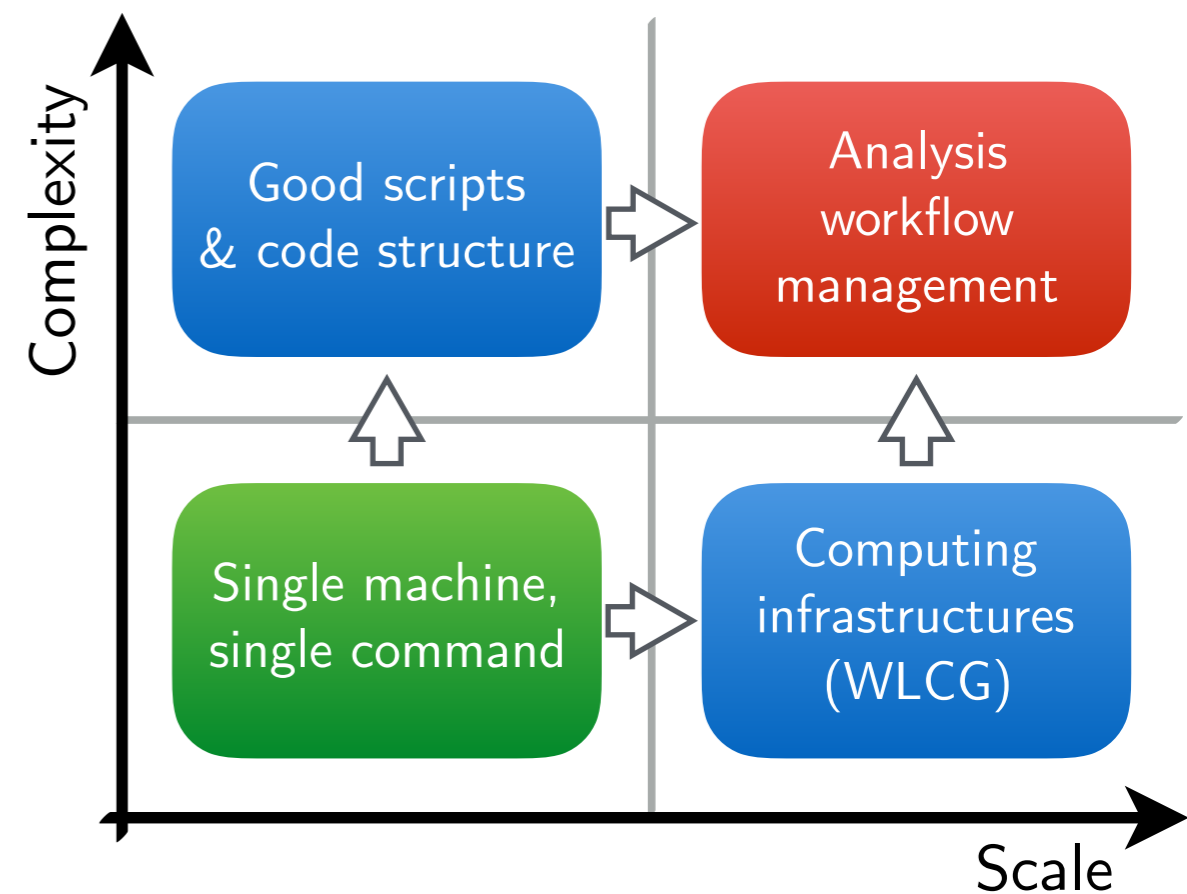 Complexity
Good scripts
& code structure
Analysis
workflow
management
Single machine,
single command
Computing
infrastructures
(WLCG)
Scale